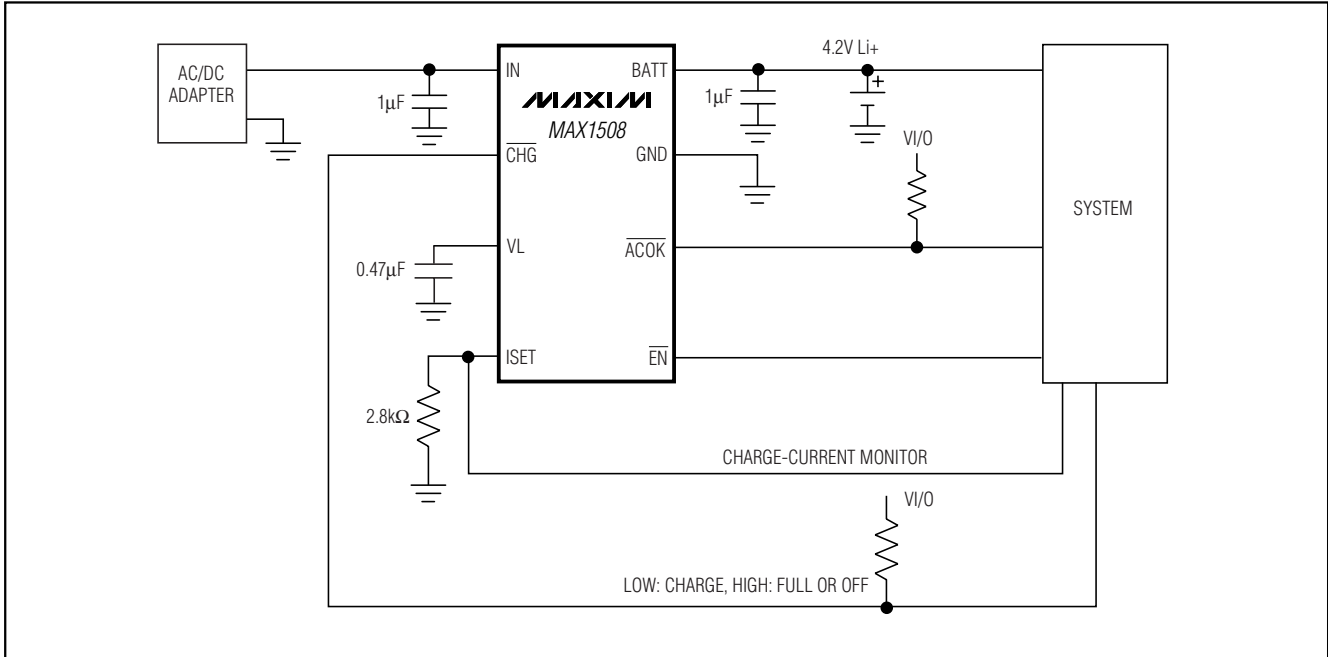 AC/DC
ADAPTER
1µF
IN
BATT
MAXIM
MAX1508
1µF
4.2V Li+
+
CHG
GND
VI/O
SYSTEM
VL
ACOK
0.47µF
ISET
EN
2.8kΩ
CHARGE-CURRENT MONITOR
VI/O
LOW: CHARGE, HIGH: FULL OR OFF